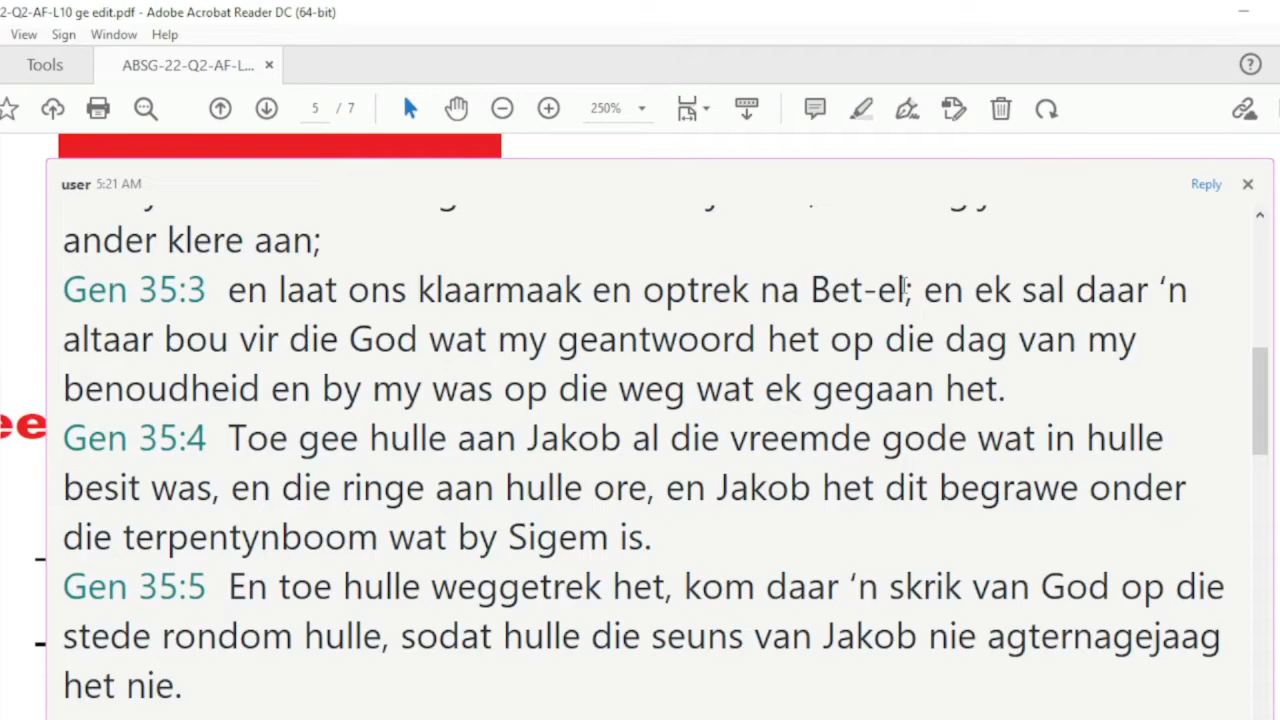 2-Q2-AF-L10 ge edit.pdf - Adobe Acrobat Reader DC (64-bit)
View Sign Window Help
Tools ABSG-22-Q2-AF-L... ×
5 / 7 250%
user 5:21 AM Reply
ander klere aan;
Gen 35:3 en laat ons klaarmaak en optrek na Bet-el; en ek sal daar ‘n
altaar bou vir die God wat my geantwoord het op die dag van my
benoudheid en by my was op die weg wat ek gegaan het.
ee
Gen 35:4 Toe gee hulle aan Jakob al die vreemde gode wat in hulle
besit was, en die ringe aan hulle ore, en Jakob het dit begrawe onder
die terpentynboom wat by Sigem is.
Gen 35:5 En toe hulle weggetrek het, kom daar ‘n skrik van God op die
stede rondom hulle, sodat hulle die seuns van Jakob nie agternagejaag
het nie.